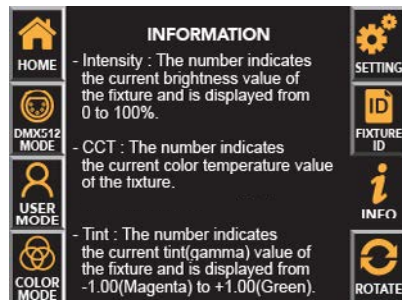 HOME
DMX512
MODE
USER
MODE
COLOR
MODE
INFORMATION
- Intensity : The number indicates
the current brightness value of
the fixture and is displayed from
0 to 100%.
- CCT : The number indicates
the current color temperature value
of the fixture.
- Tint : The number indicates
the current tint(gamma) value of
the fixture and is displayed from
-1.00(Magenta) to +1.00(Green).
SETTING
ID
FIXTURE
ID
i
INFO
ROTATE